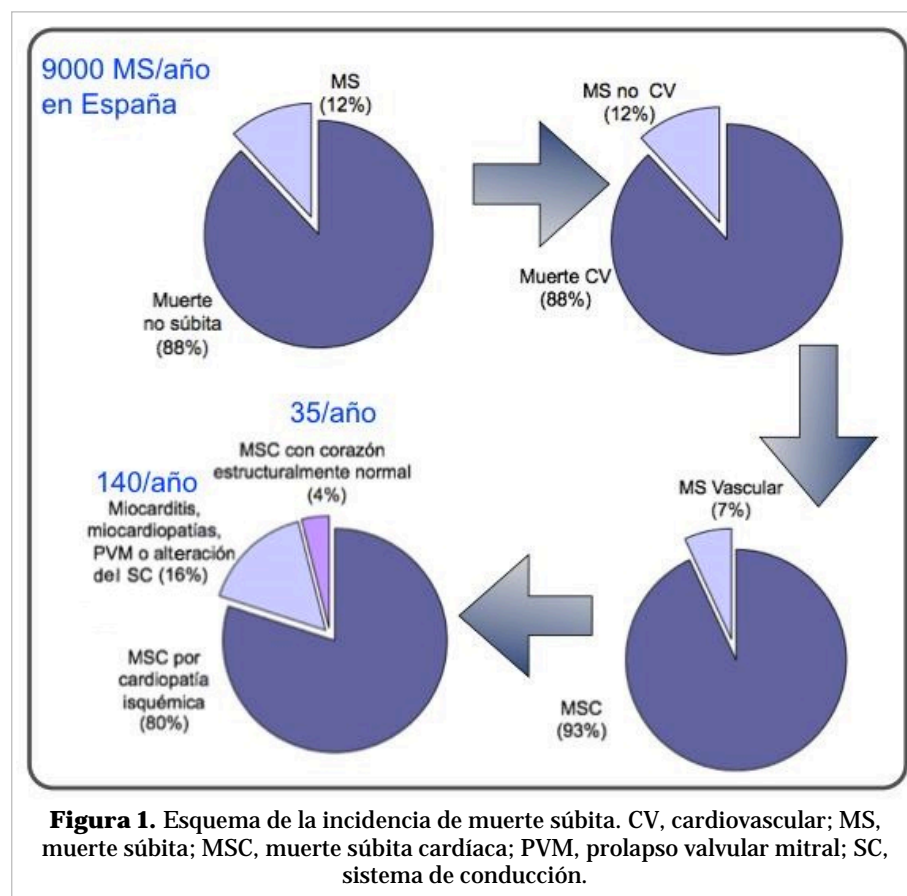 9000 MS/año
en España
MS
(12%)
Muerte
no súbita
(88%)
MS no CV
(12%)
Muerte CV
(88%)
MS Vascular
(7%)
MSC
(93%)
35/año
MSC con corazón
estructuralmente normal
(4%)
140/año
Miocarditis,
miocardiopatías,
PVM o alteración
del SC (16%)
MSC por
cardiopatía
isquémica
(80%)
Figura 1. Esquema de la incidencia de muerte súbita. CV, cardiovascular; MS,
muerte súbita; MSC, muerte súbita cardíaca; PVM, prolapso valvular mitral; SC,
sistema de conducción.